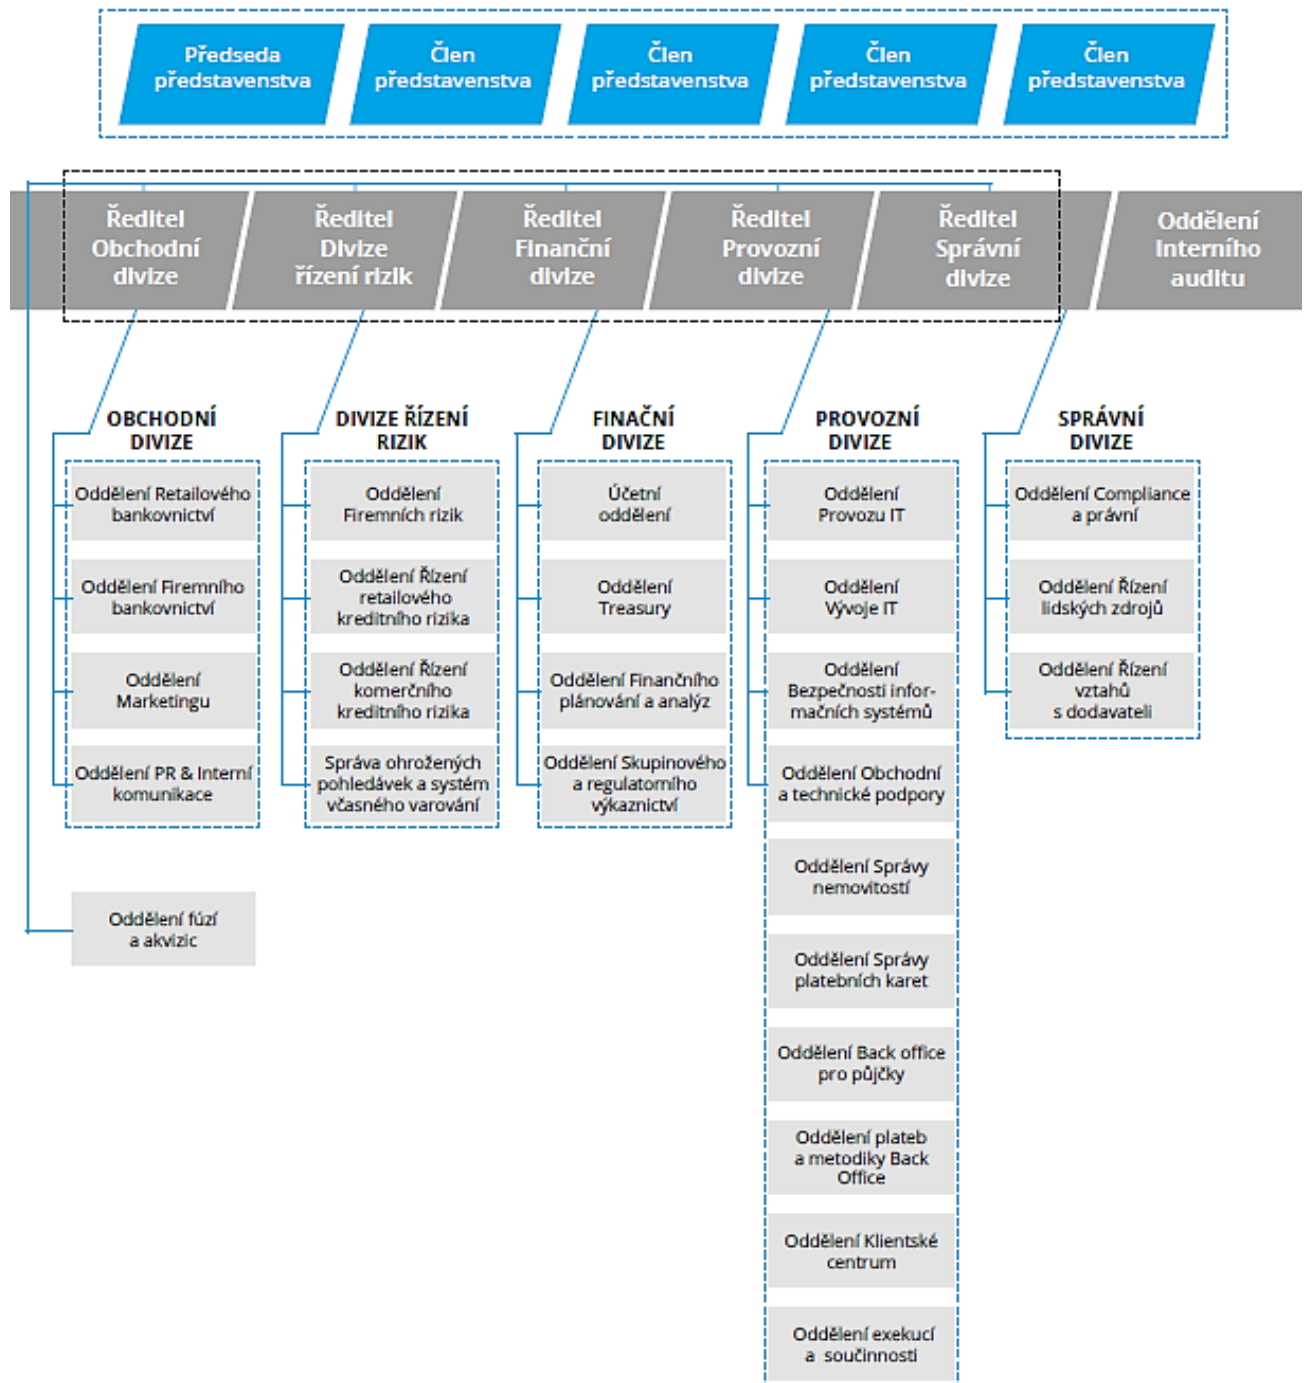 Předseda
představenstva
Člen
představenstva
Člen
představenstva
Člen
představenstva
Člen
představenstva
Ředitel
Obchodní
divize
Ředitel
Divize
řízení rizik
Ředitel
Finanční
divize
Ředitel
Provozní
divize
Ředitel
Správní
divize
Oddělení
Interního
auditu
OBCHODNÍ
DIVIZE
Oddělení Retailového
bankovnictví
Oddělení Firemního
bankovnictví
Oddělení
Marketingu
Oddělení PR & Interní
komunikace
Oddělení fúzí
a akvizic
DIVIZE ŘÍZENÍ
RIZIK
Oddělení
Firemních rizik
Oddělení Řízení
retailového
kreditního rizika
Oddělení Řízení
komerčního
kreditního rizika
Správa ohrožených
pohledávek a systém
včasného varování
FINAČNÍ
DIVIZE
Účetní
oddělení
Oddělení
Treasury
Oddělení Finančního
plánování a analýz
Oddělení Skupinového
a regulatorního
výkaznictví
PROVOZNÍ
DIVIZE
Oddělení
Provozu IT
Oddělení
Vývoje IT
Oddělení
Bezpečnosti infor-
mačních systémů
Oddělení Obchodní
a technické podpory
Oddělení Správy
nemovitostí
Oddělení Správy
platebních karet
Oddělení Back office
pro půjčky
Oddělení plateb
a metodiky Back
Office
Oddělení Klientské
centrum
Oddělení exekucí
a součinnosti
SPRÁVNÍ
DIVIZE
Oddělení Compliance
a právní
Oddělení Řízení
lidských zdrojů
Oddělení Řízení
vztahů
s dodavateli